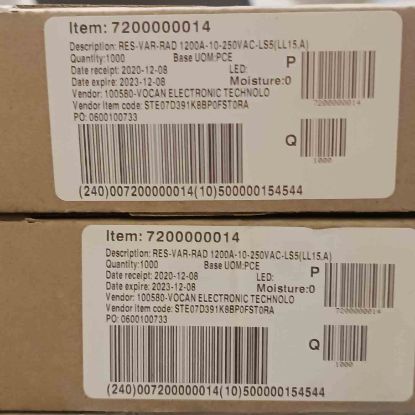 Item: 7200000014
Description: RES-VAR-RAD 1200A-10-250VAC-LS5(LL15,A)
Quantity:1000 Base UOM:PCE P
Date receipt: 2020-12-08 LED:
Date expire: 2023-12-08 Moisture:0
7200000014
Vendor: 100580-VOCAN ELECTRONIC TECHNOLO
Vendor Item code: STE07D391K8BP0FST0RA
PO: 0600100733
Q
1000
(240)007200000014(10)500000154544
Item: 7200000014
Description: RES-VAR-RAD 1200A-10-250VAC-LS5(LL15,A)
Quantity:1000 Base UOM:PCE P
Date receipt: 2020-12-08 LED:
Date expire: 2023-12-08 Moisture:0
7200000014
Vendor: 100580-VOCAN ELECTRONIC TECHNOLO
Vendor Item code: STE07D391K8BP0FST0RA
PO: 0600100733
Q
1000
(240)007200000014(10)500000154544